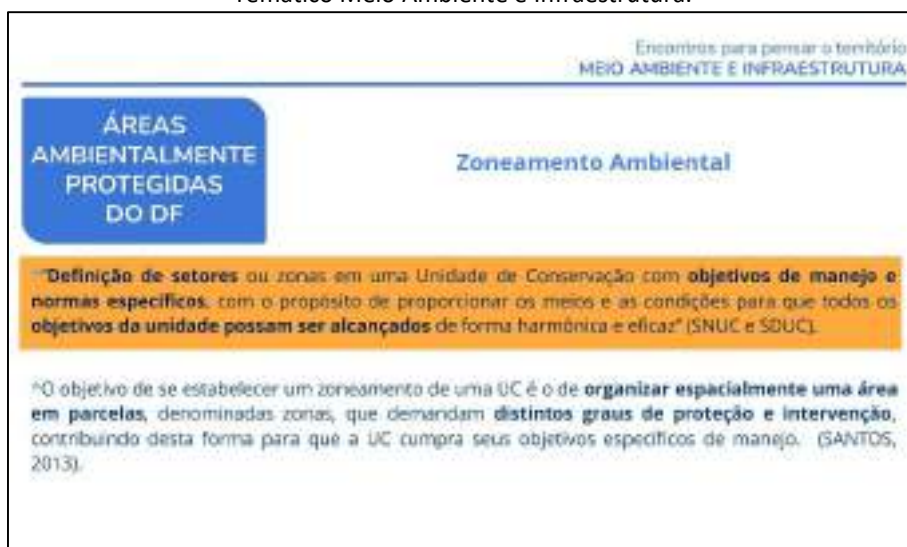 Temático Meio Ambiente e Infraestrutura.
Encontros para pensar o território
MEIO AMBIENTE E INFRAESTRUTURA
ÁREAS
AMBIENTALMENTE
PROTEGIDAS
DO DF
Zoneamento Ambiental
"Definição de setores ou zonas em uma Unidade de Conservação com objetivos de manejo e
normas específicos, com o propósito de proporcionar os meios e as condições para que todos os
objetivos da unidade possam ser alcançados de forma harmônica e eficaz" (SNUC e SDUC).
"O objetivo de se estabelecer um zoneamento de uma UC é o de organizar espacialmente uma área
em parcelas, denominadas zonas, que demandam distintos graus de proteção e intervenção,
contribuindo desta forma para que a UC cumpra seus objetivos específicos de manejo. (SANTOS,
2013).